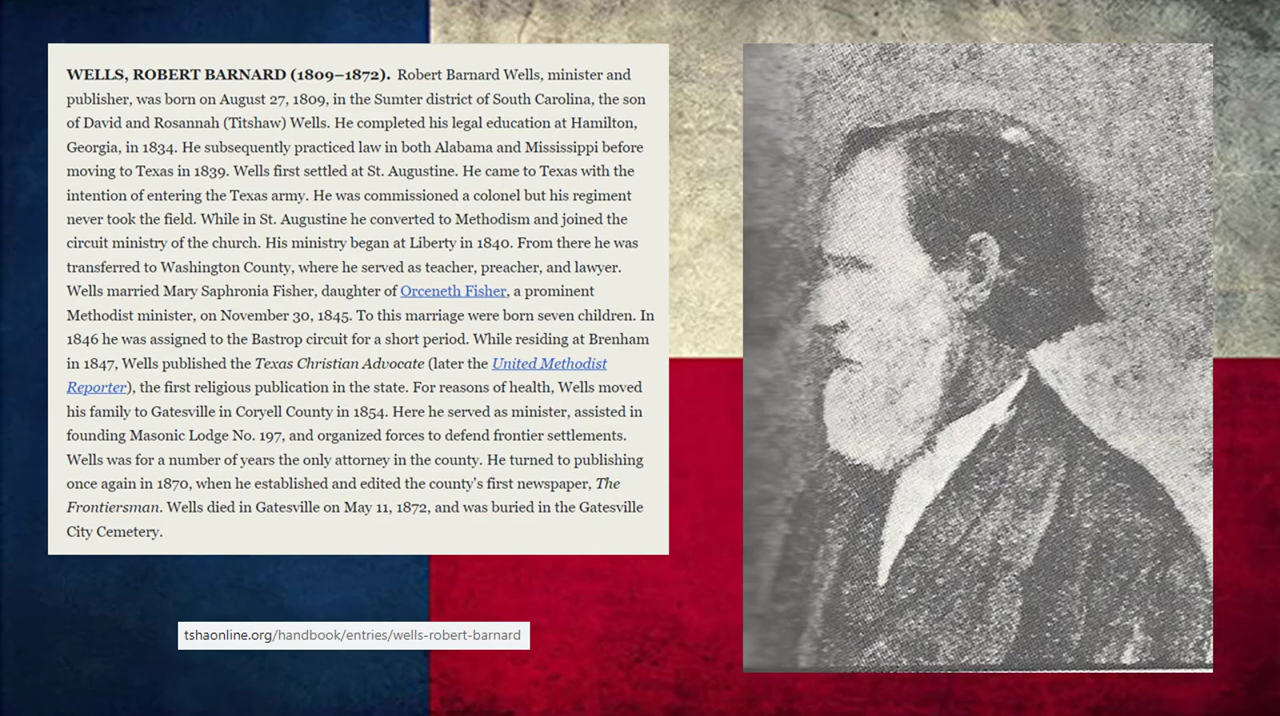 WELLS, ROBERT BARNARD (1809–1872). Robert Barnard Wells, minister and
publisher, was born on August 27, 1809, in the Sumter district of South Carolina, the son
of David and Rosannah (Titshaw) Wells. He completed his legal education at Hamilton,
Georgia, in 1834. He subsequently practiced law in both Alabama and Mississippi before
moving to Texas in 1839. Wells first settled at St. Augustine. He came to Texas with the
intention of entering the Texas army. He was commissioned a colonel but his regiment
never took the field. While in St. Augustine he converted to Methodism and joined the
circuit ministry of the church. His ministry began at Liberty in 1840. From there he was
transferred to Washington County, where he served as teacher, preacher, and lawyer.
Wells married Mary Saphronia Fisher, daughter of Orceneth Fisher, a prominent
Methodist minister, on November 30, 1845. To this marriage were born seven children. In
1846 he was assigned to the Bastrop circuit for a short period. While residing at Brenham
in 1847, Wells published the Texas Christian Advocate (later the United Methodist
Reporter), the first religious publication in the state. For reasons of health, Wells moved
his family to Gatesville in Coryell County in 1854. Here he served as minister, assisted in
founding Masonic Lodge No. 197, and organized forces to defend frontier settlements.
Wells was for a number of years the only attorney in the county. He turned to publishing
once again in 1870, when he established and edited the county's first newspaper, The
Frontiersman. Wells died in Gatesville on May 11, 1872, and was buried in the Gatesville
City Cemetery.
tshaonline.org/handbook/entries/wells-robert-barnard